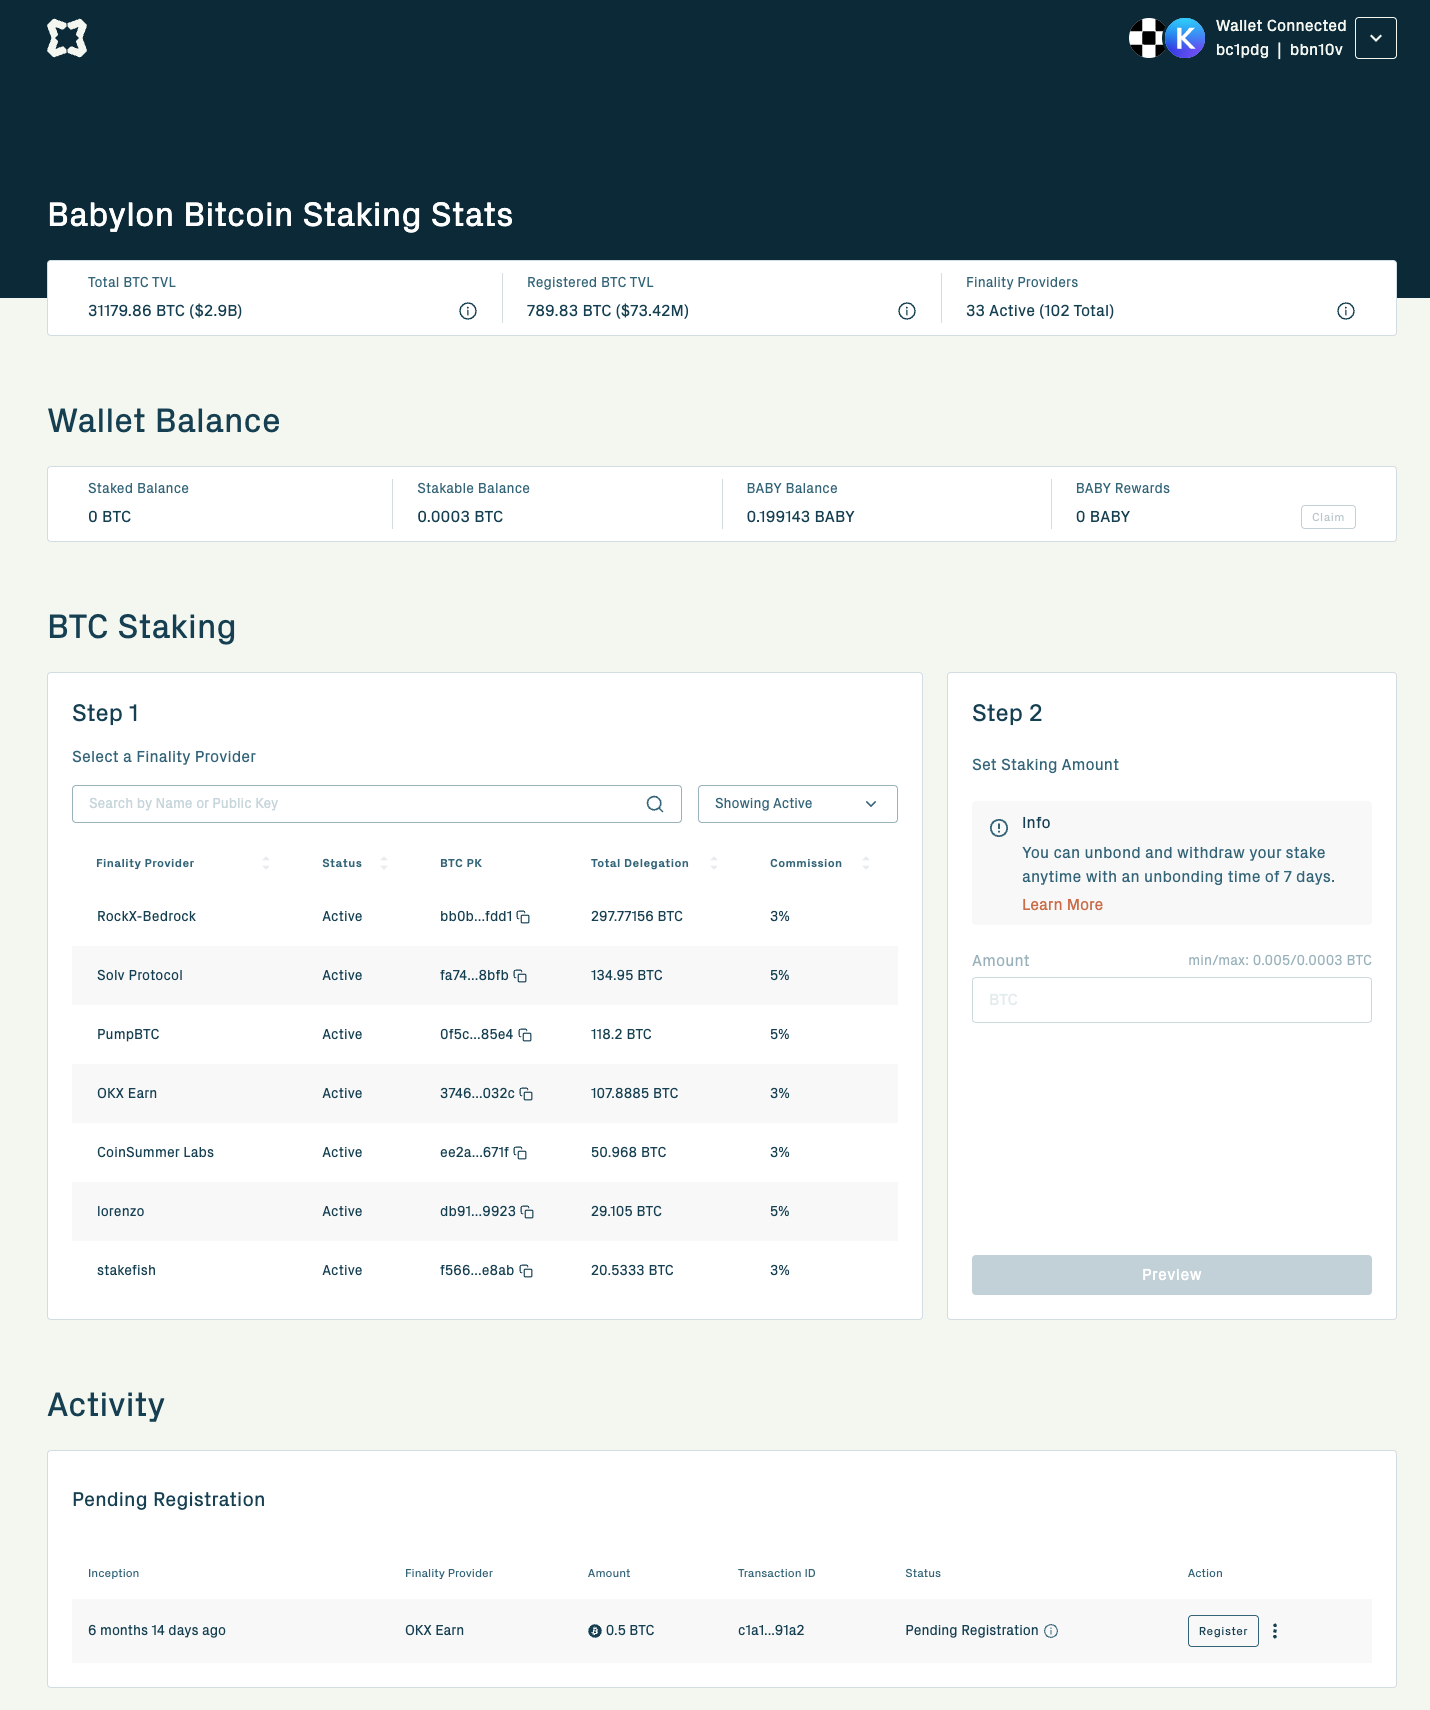 K
Wallet Connected
bc1pdg | bbn10v
Babylon Bitcoin Staking Stats
Total BTC TVL
31179.86 BTC ($2.9B)
Registered BTC TVL
789.83 BTC ($73.42M)
Finality Providers
33 Active (102 Total)
Wallet Balance
Staked Balance
0 BTC
Stakable Balance
0.0003 BTC
BABY Balance
0.199143 BABY
BABY Rewards
0 BABY
Claim
BTC Staking
Step 1
Select a Finality Provider
Search by Name or Public Key
Showing Active
Finality Provider Status BTC PK Total Delegation Commission
RockX-Bedrock Active bb0b...fdd1 297.77156 BTC 3%
Solv Protocol Active fa74...8bfb 134.95 BTC 5%
PumpBTC Active 0f5c...85e4 118.2 BTC 5%
OKX Earn Active 3746...032c 107.8885 BTC 3%
CoinSummer Labs Active ee2a...671f 50.968 BTC 3%
lorenzo Active db91...9923 29.105 BTC 5%
stakefish Active f566...e8ab 20.5333 BTC 3%
Step 2
Set Staking Amount
Info
You can unbond and withdraw your stake
anytime with an unbonding time of 7 days.
Learn More
Amount min/max: 0.005/0.0003 BTC
BTC
Preview
Activity
Pending Registration
Inception Finality Provider Amount Transaction ID Status Action
6 months 14 days ago OKX Earn 0.5 BTC c1a1...91a2 Pending Registration Register